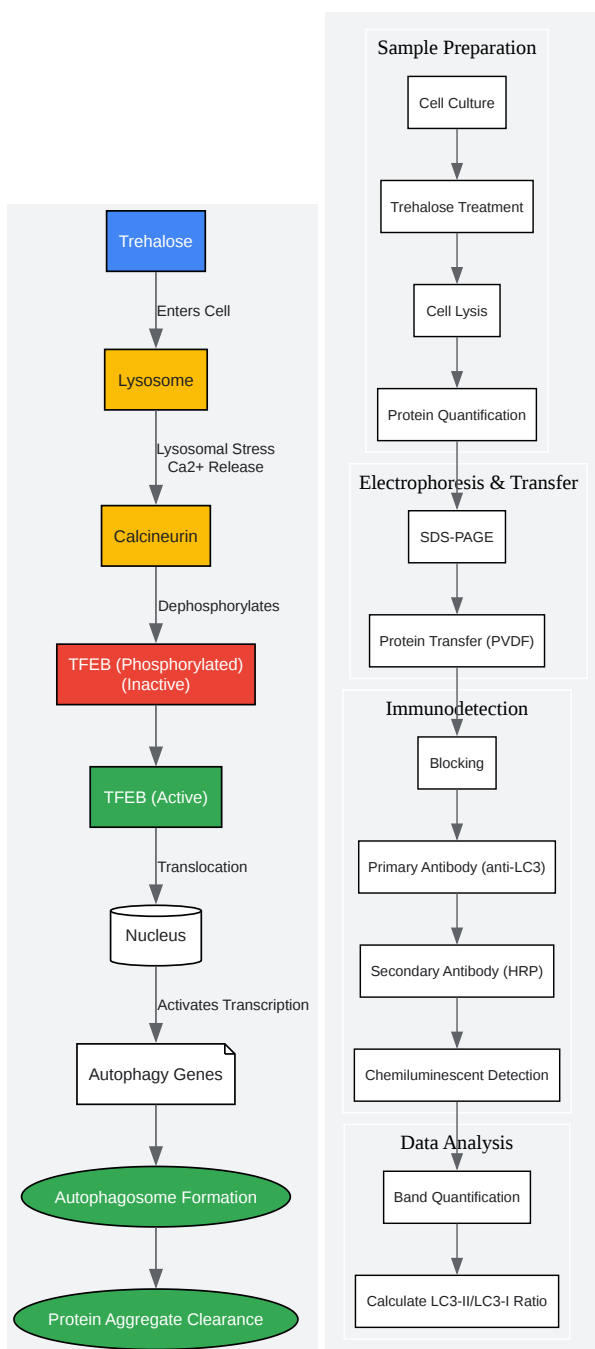 Trehalose
Enters Cell
Lysosome
Lysosomal Stress
Ca2+ Release
Calcineurin
Dephosphorylates
TFEB (Phosphorylated)
(Inactive)
TFEB (Active)
Translocation
Nucleus
Activates Transcription
Autophagy Genes
Autophagosome Formation
Protein Aggregate Clearance
Sample Preparation
Cell Culture
Trehalose Treatment
Cell Lysis
Protein Quantification
Electrophoresis & Transfer
SDS-PAGE
Protein Transfer (PVDF)
Immunodetection
Blocking
Primary Antibody (anti-LC3)
Secondary Antibody (HRP)
Chemiluminescent Detection
Data Analysis
Band Quantification
Calculate LC3-II/LC3-I Ratio